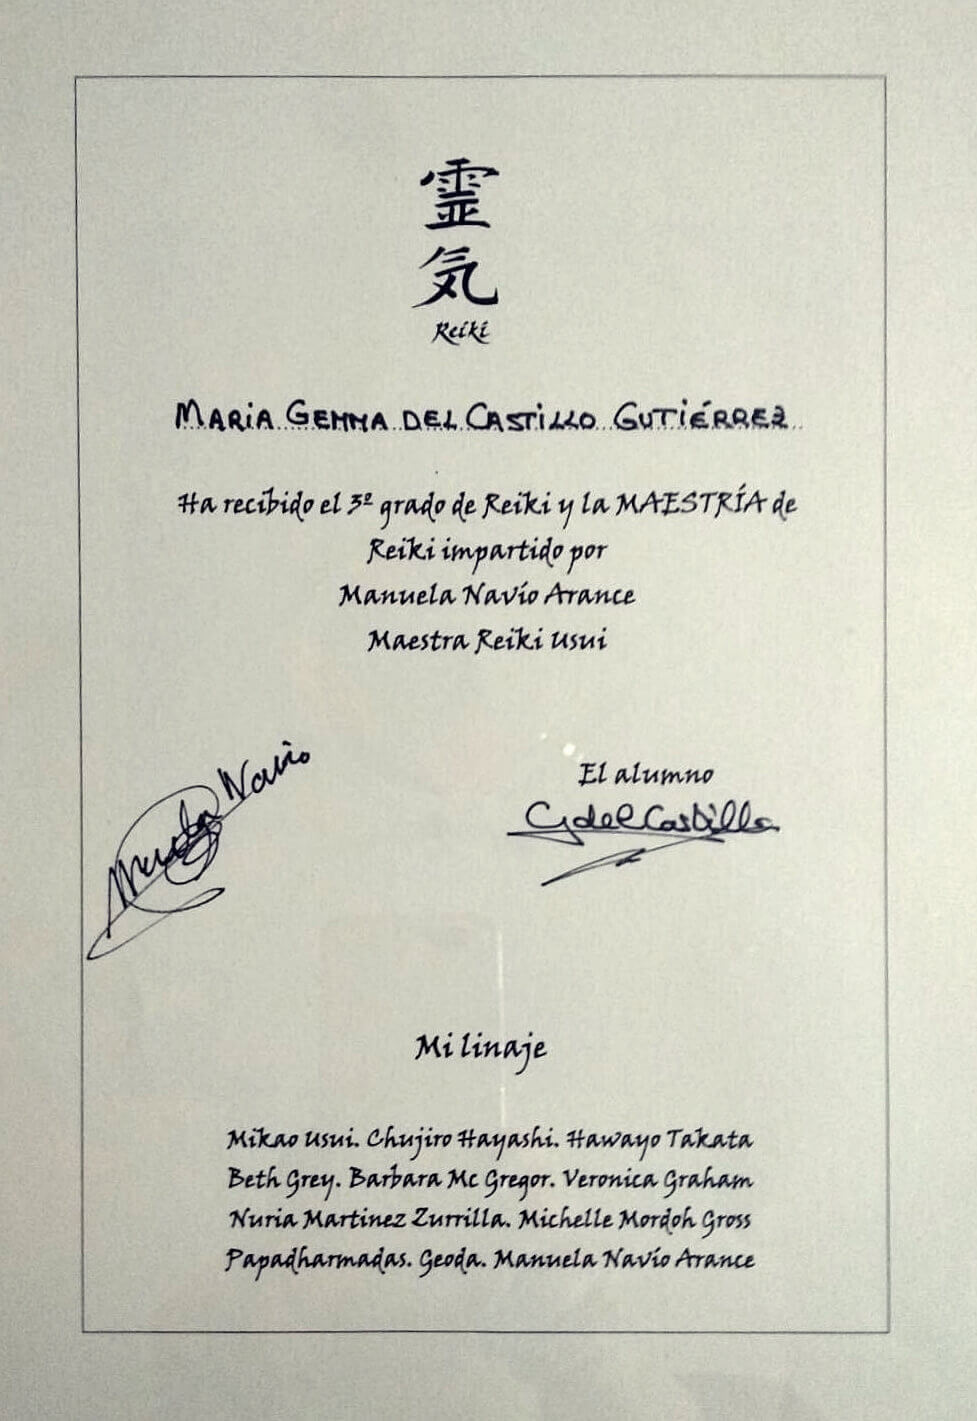 靈
気
Reiki
MARIA GEMMA DEL CASTILLO GUTIÉRREZ
Ha recibido el 3º grado de Reiki y la MAESTRÍA de
Reiki impartido por
Manuela Navío Arance
Maestra Reiki Usui
Manuela Navío
El alumno
G del Castillo
Mi linaje
Mikao Usui. Chujiro Hayashi. Hawayo Takata
Beth Grey. Barbara Mc Gregor. Veronica Graham
Nuria Martinez Zurrilla. Michelle Mordoh Gross
Papadharmadas. Geoda. Manuela Navío Arance